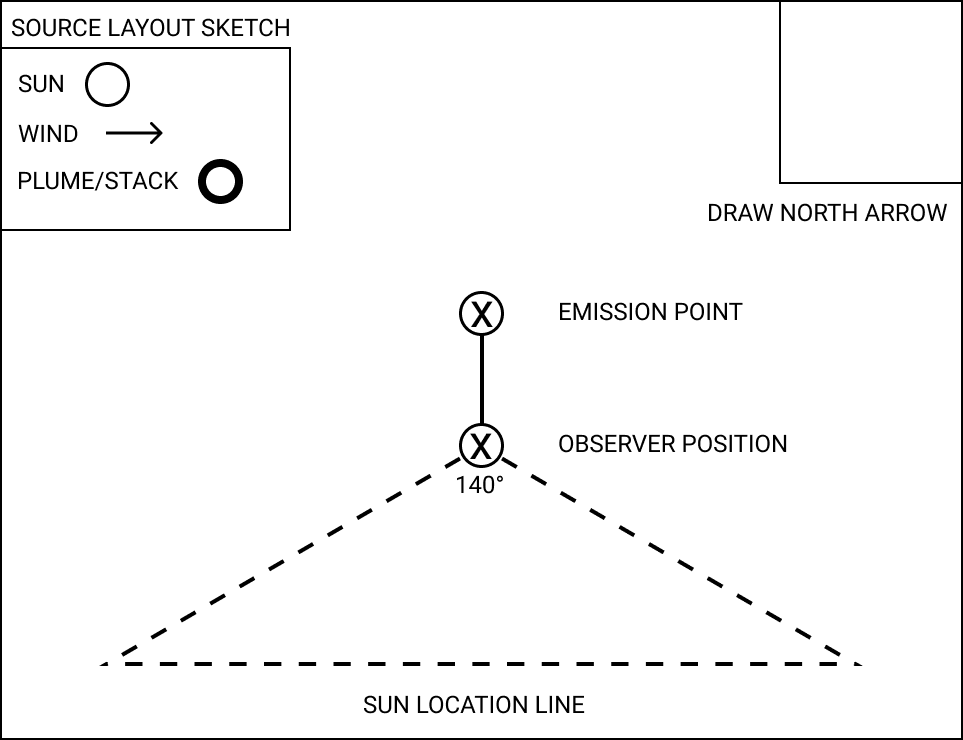 SOURCE LAYOUT SKETCH
SUN
WIND
PLUME/STACK
DRAW NORTH ARROW
X EMISSION POINT
X OBSERVER POSITION
140°
SUN LOCATION LINE